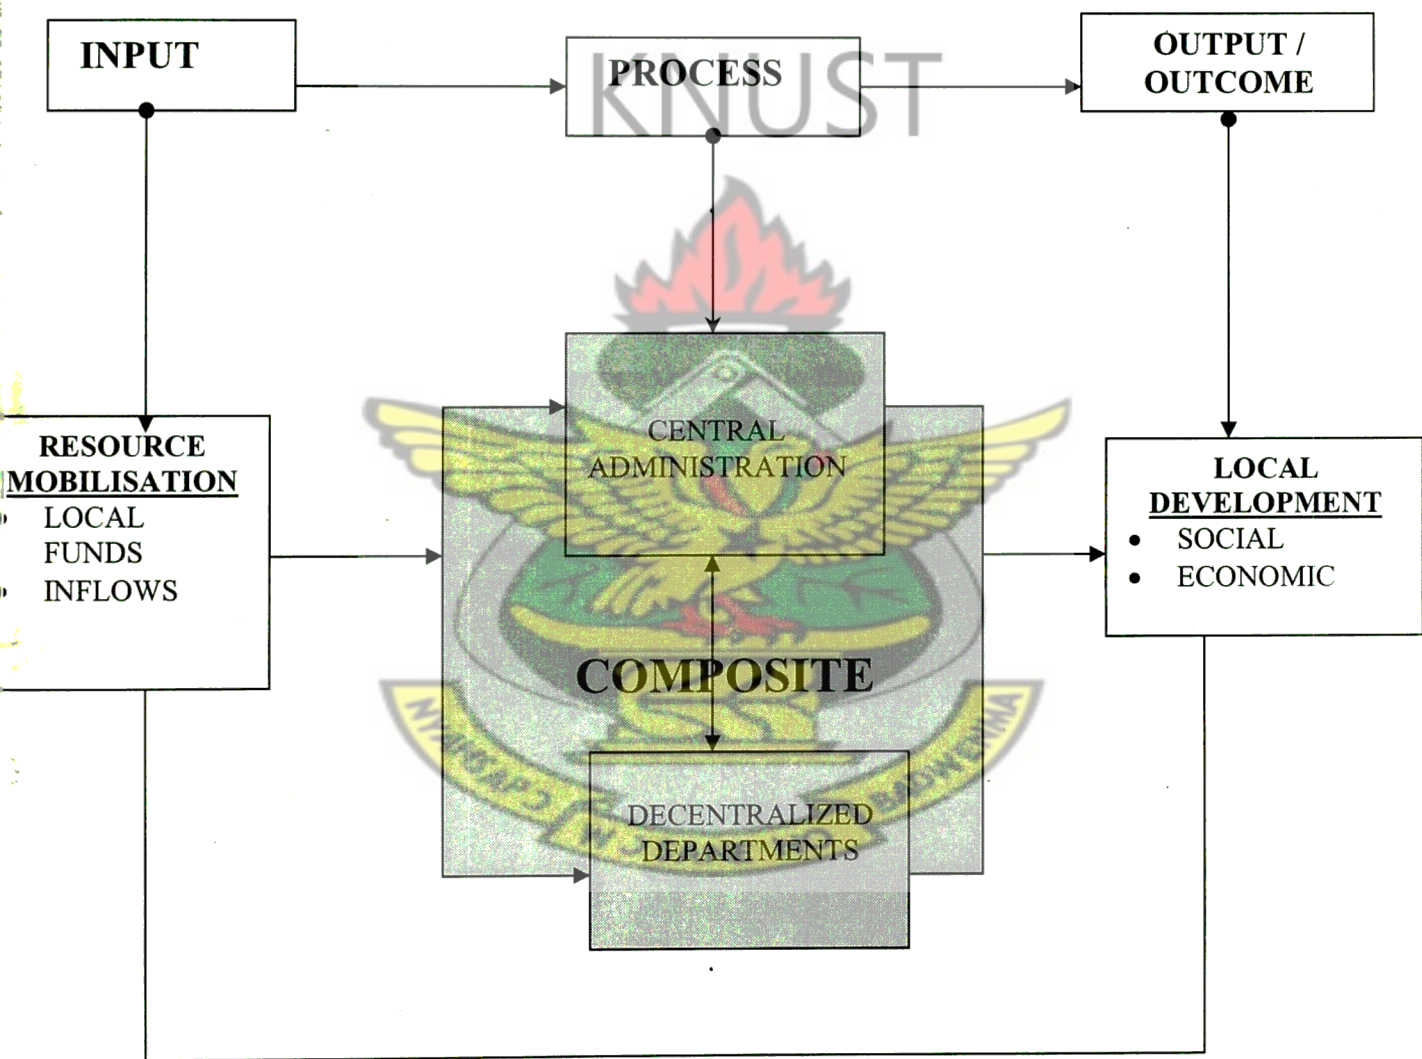 INPUT
PROCESS
OUTPUT /
OUTCOME
KNUST
RESOURCE
MOBILISATION
LOCAL
FUNDS
INFLOWS
CENTRAL
ADMINISTRATION
COMPOSITE
DECENTRALIZED
DEPARTMENTS
LOCAL
DEVELOPMENT
• SOCIAL
• ECONOMIC
BADWENMA